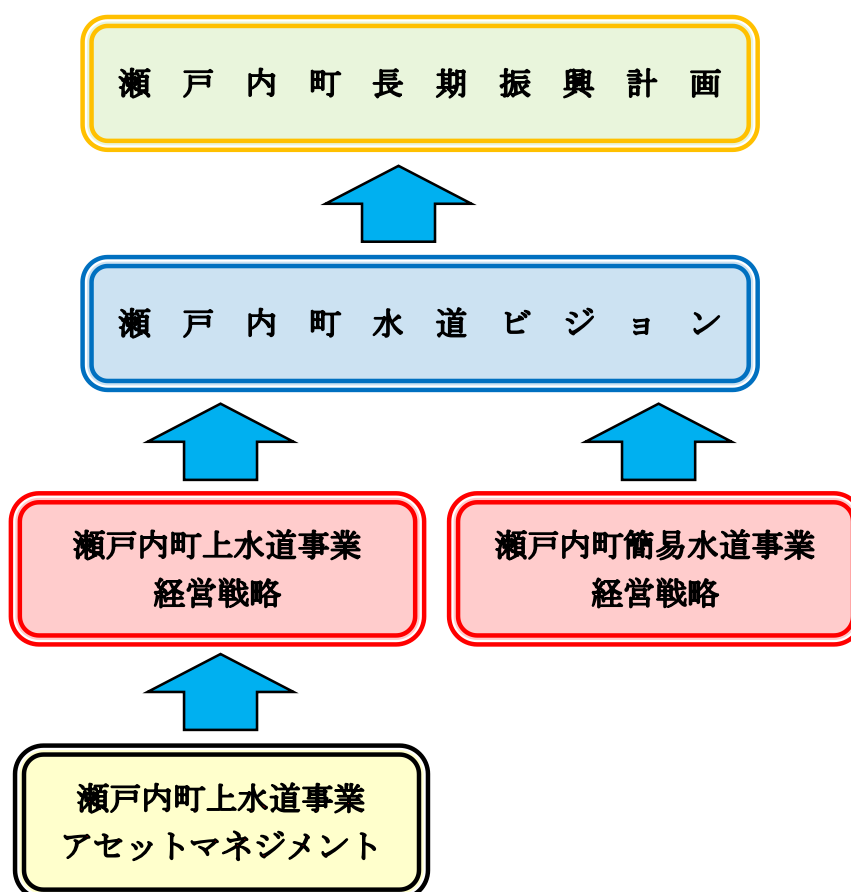 瀬戸内町長期振興計画
瀬戸内町水道ビジョン
瀬戸内町上水道事業
経営戦略
瀬戸内町簡易水道事業
経営戦略
瀬戸内町上水道事業
アセットマネジメント